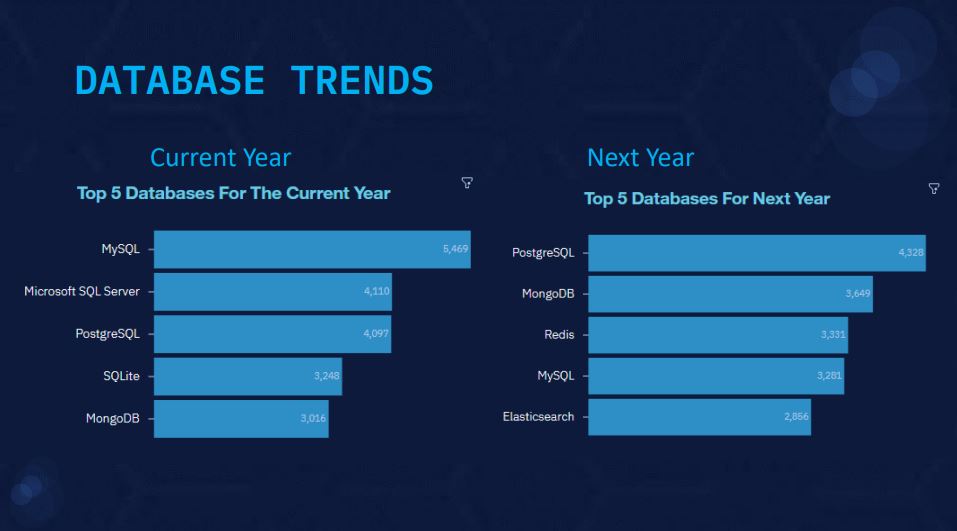 DATABASE TRENDS
Current Year
Top 5 Databases For The Current Year
MySQL 5,469
Microsoft SQL Server 4,110
PostgreSQL 4,097
SQLite 3,248
MongoDB 3,016
Next Year
Top 5 Databases For Next Year
PostgreSQL 4,328
MongoDB 3,649
Redis 3,331
MySQL 3,281
Elasticsearch 2,856